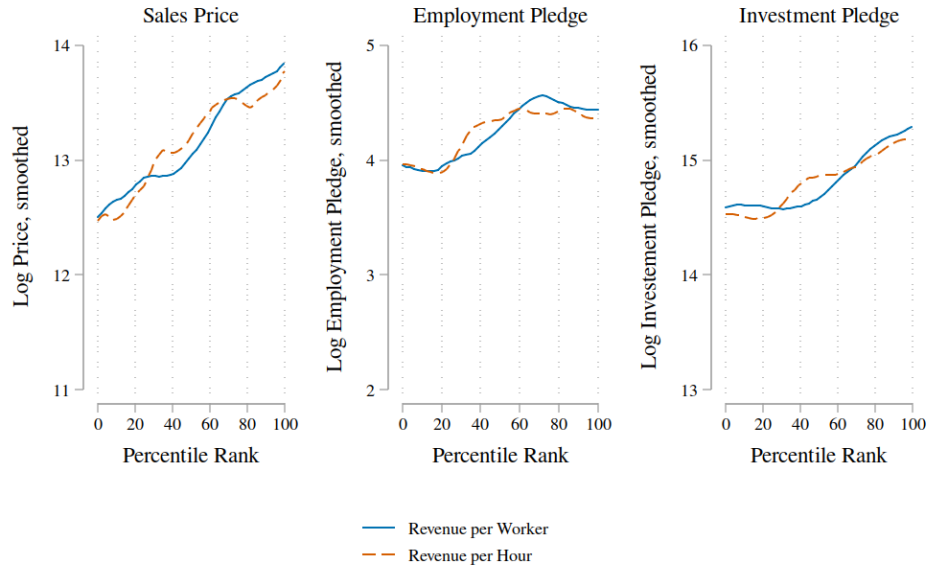 Sales Price
Employment Pledge
Investment Pledge
Log Price, smoothed
14
13
12
11
0 20 40 60 80 100
Percentile Rank
Log Employment Pledge, smoothed
5
4
3
2
0 20 40 60 80 100
Percentile Rank
Log Investement Pledge, smoothed
16
15
14
13
0 20 40 60 80 100
Percentile Rank
Revenue per Worker
Revenue per Hour